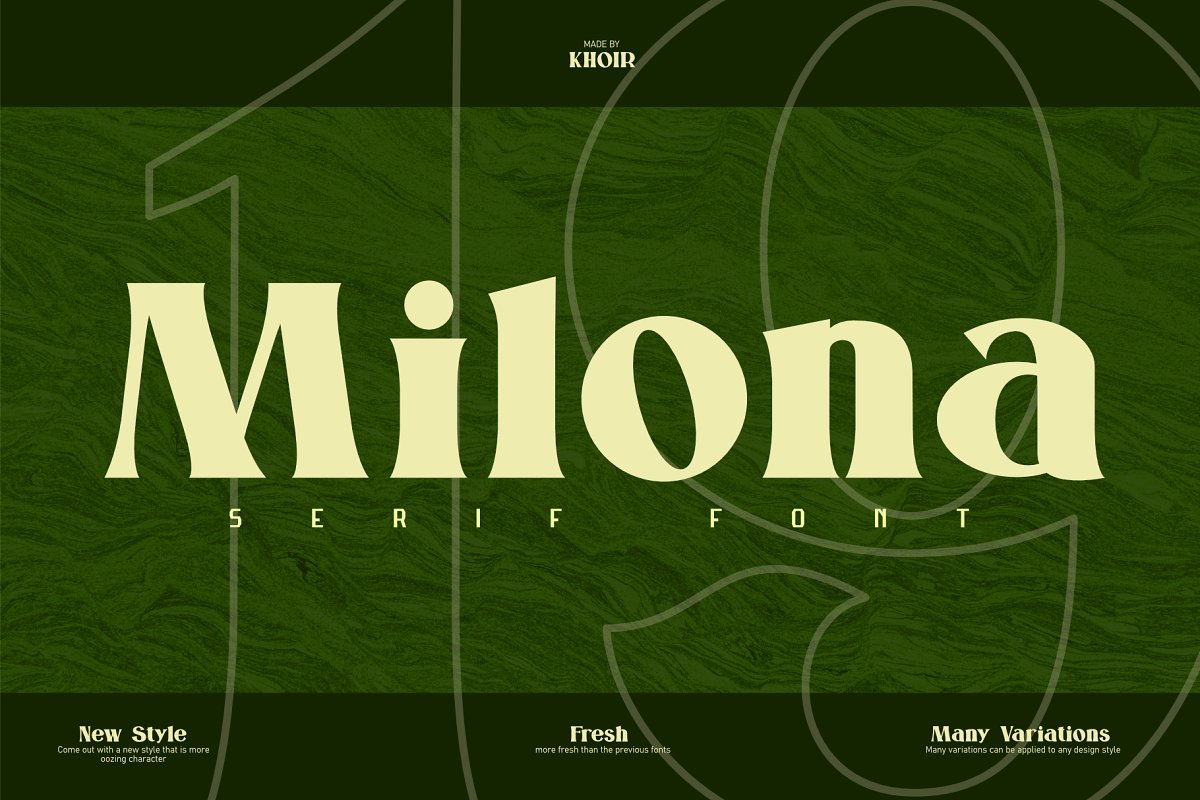 MADE BY
KHOIR
19
Milona
SERIF FONT
New Style
Come out with a new style that is more
oozing character
Fresh
more fresh than the previous fonts
Many Variations
Many variations can be applied to any design style